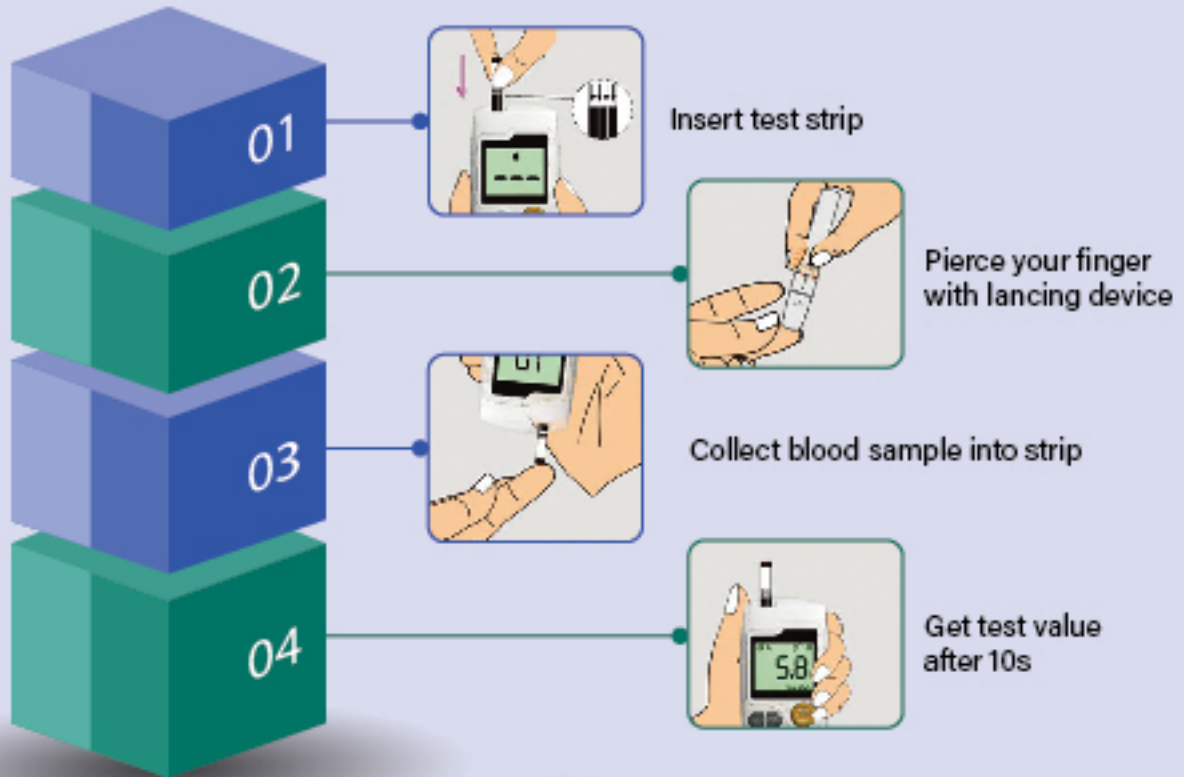 01
Insert test strip
02
Pierce your finger
with lancing device
03
Collect blood sample into strip
04
Get test value
after 10s
5.8